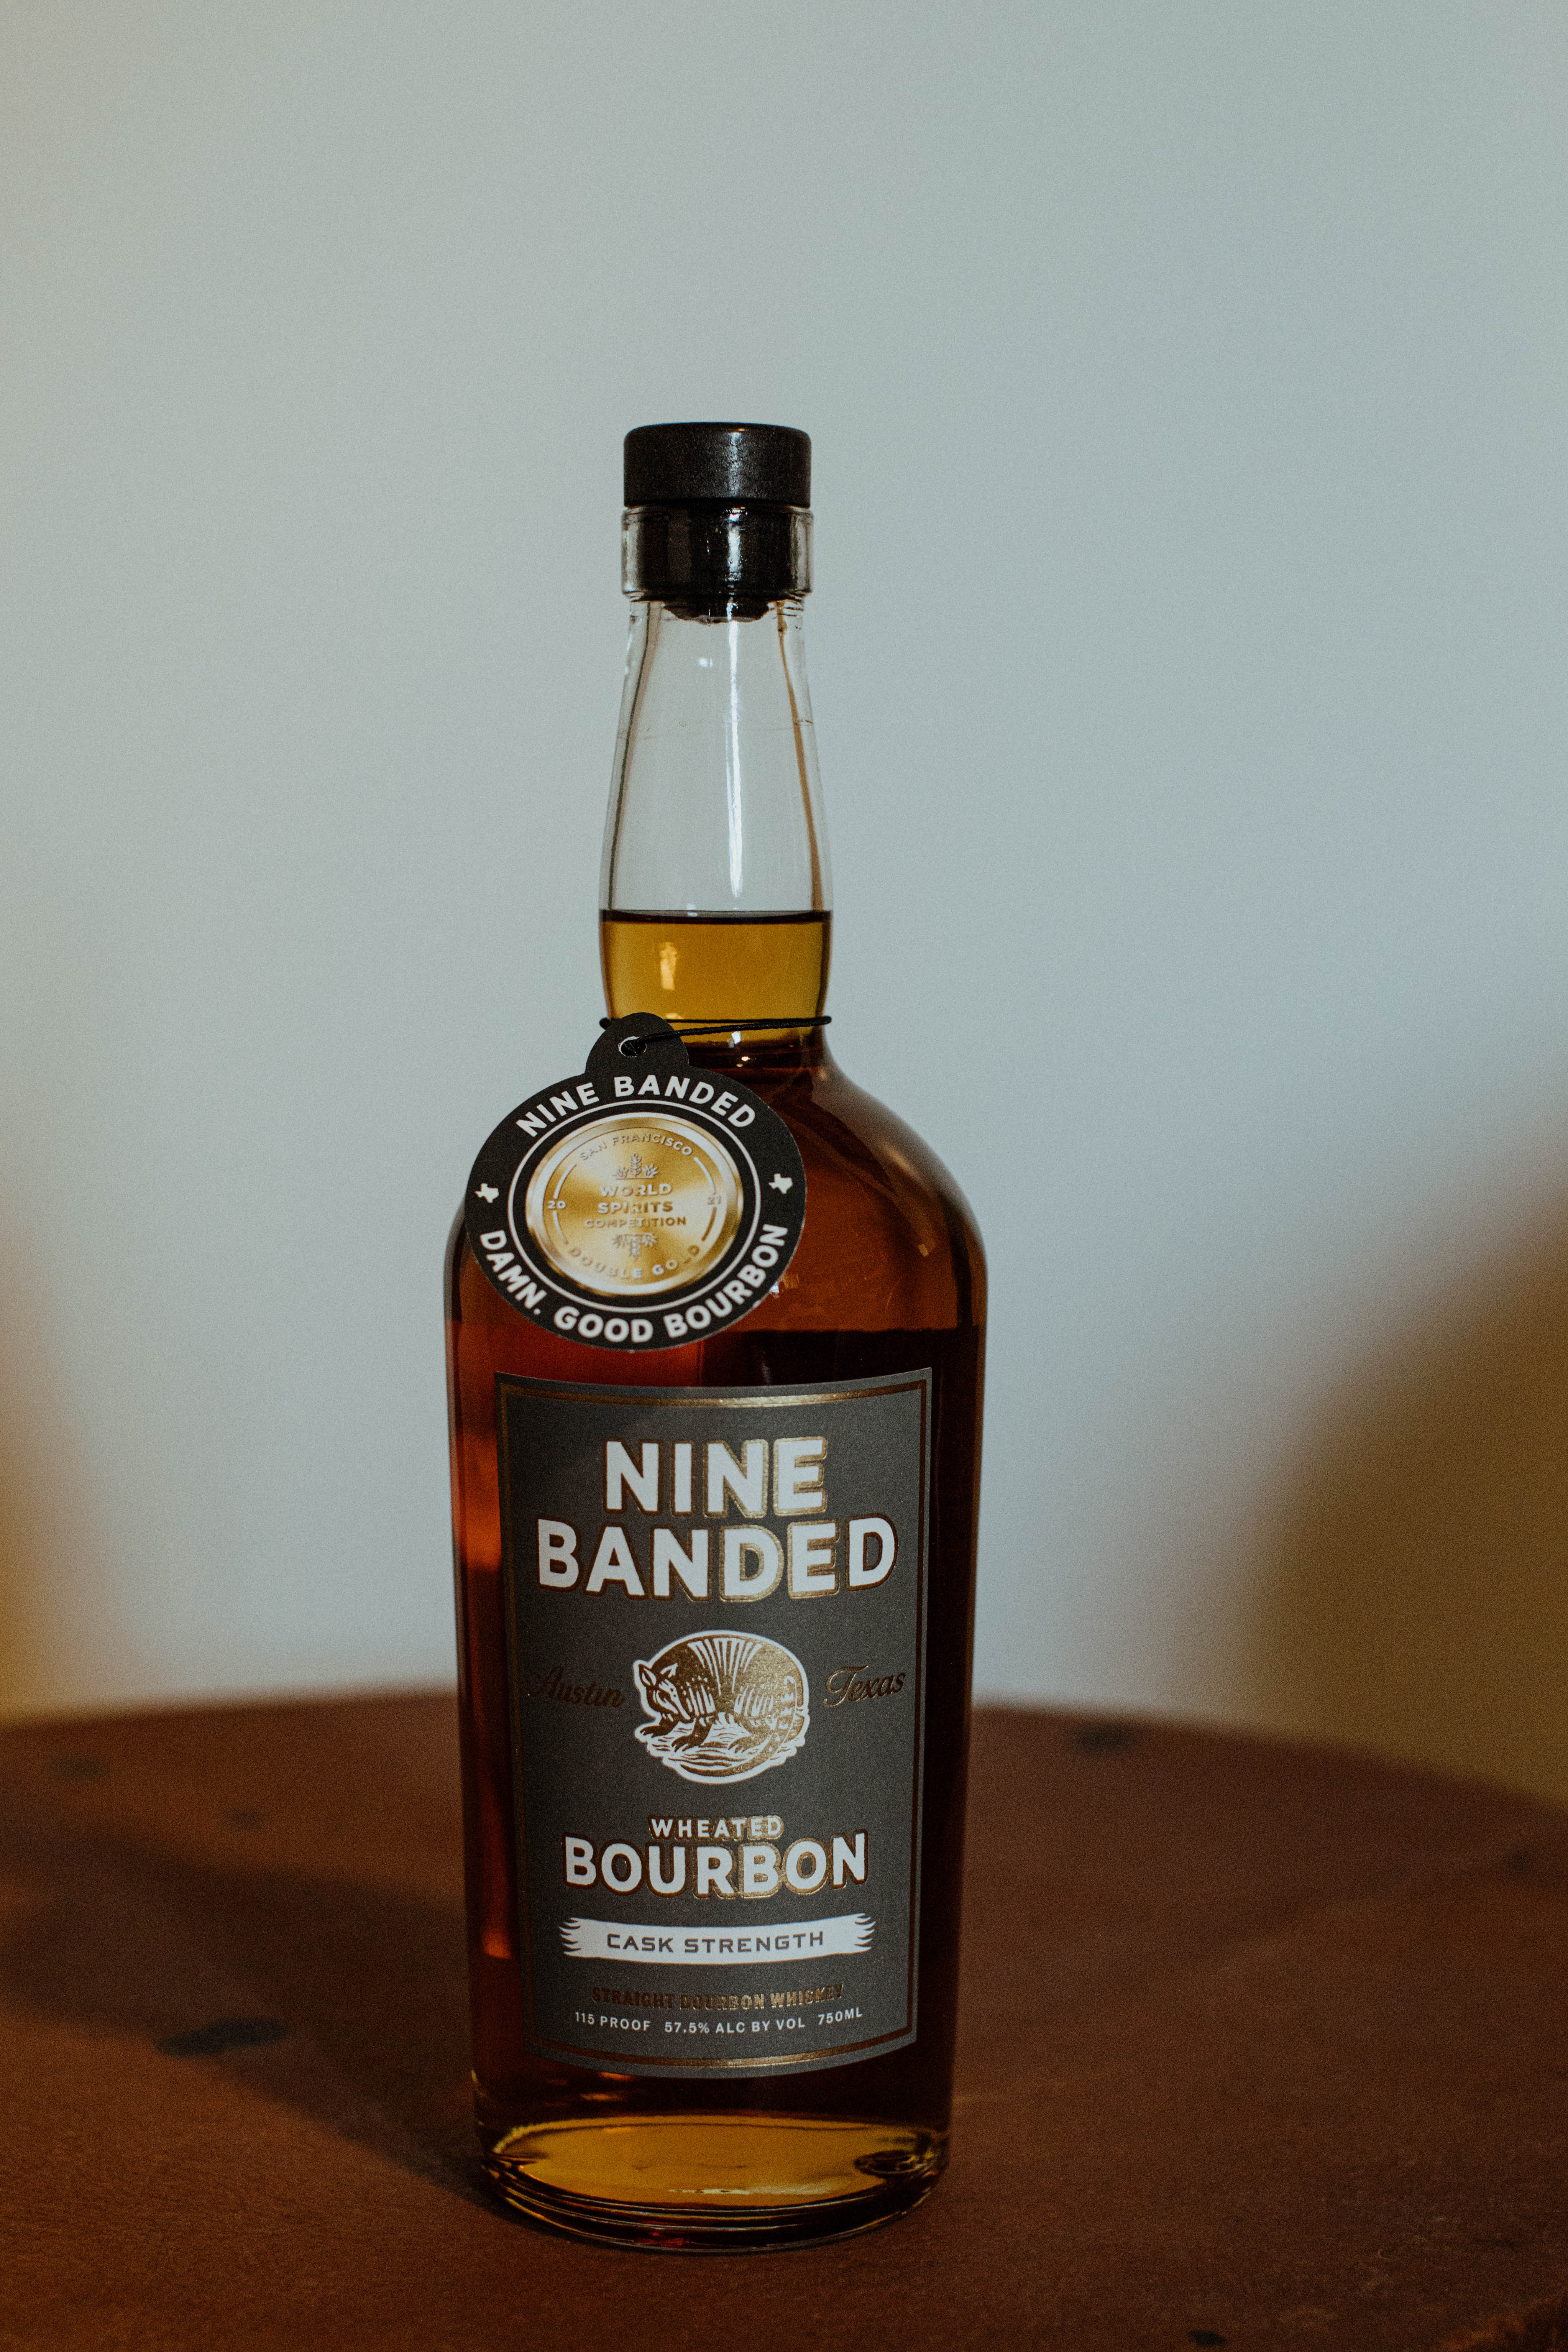 NINE BANDED
SAN FRANCISCO
20 21
WORLD
SPIRITS
COMPETITION
DOUBLE GOLD
DAMN. GOOD BOURBON
NINE
BANDED
Austin Texas
WHEATED
BOURBON
CASK STRENGTH
STRAIGHT BOURBON WHISKEY
115 PROOF 57.5% ALC BY VOL 750ML